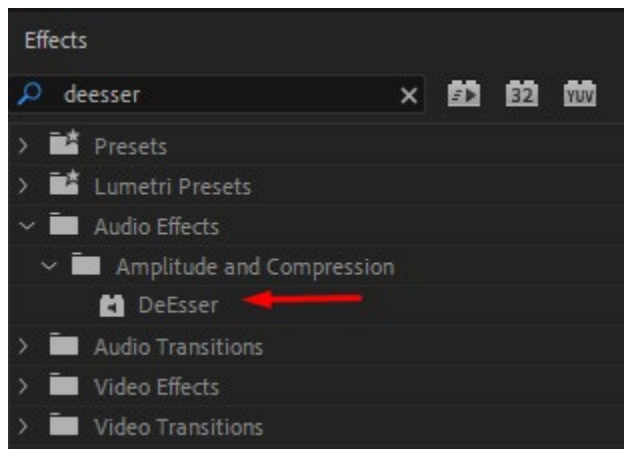 Effects
deesser
32
YUV
Presets
Lumetri Presets
Audio Effects
Amplitude and Compression
DeEsser
Audio Transitions
Video Effects
Video Transitions